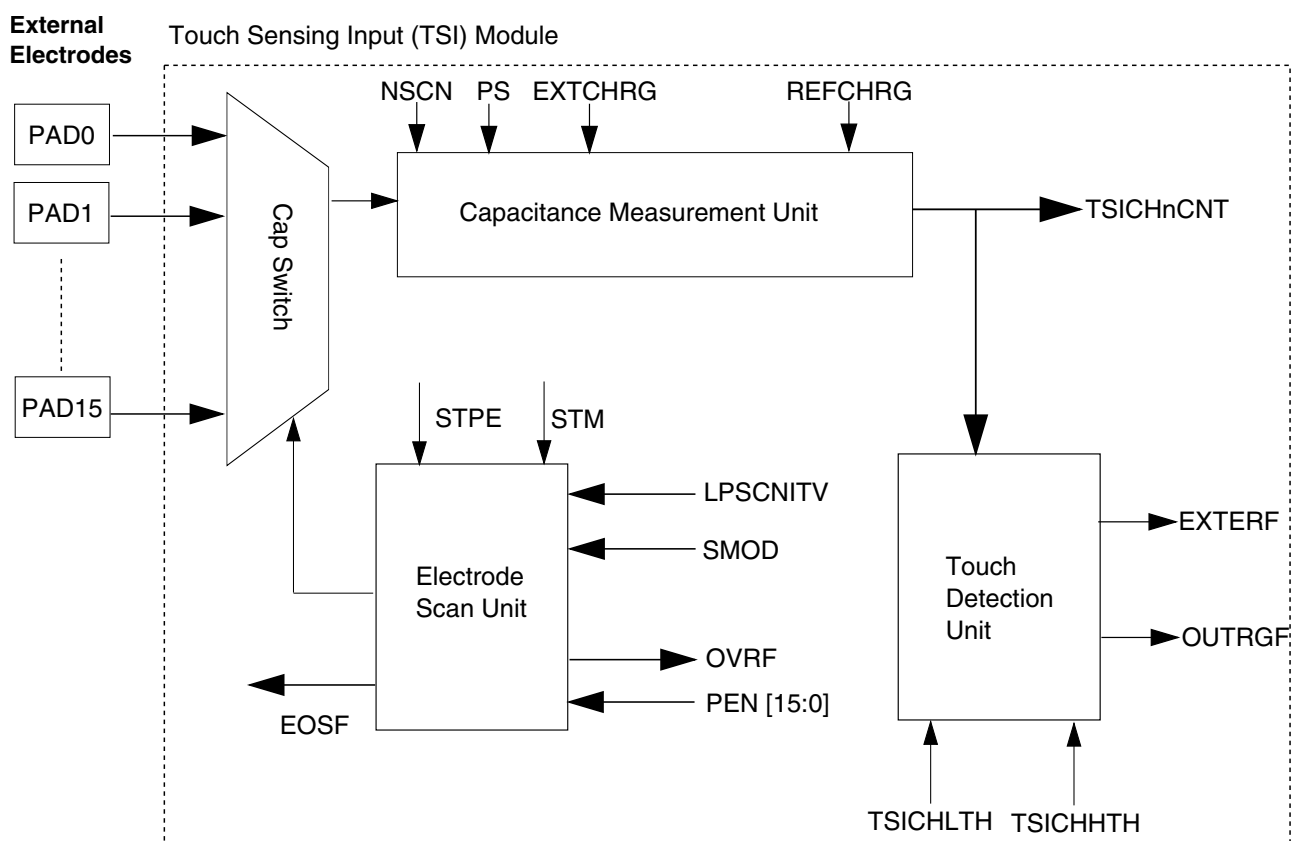 External
Electrodes
Touch Sensing Input (TSI) Module
NSCN
PS
EXTCHRG
REFCHRG
PAD0
PAD1
PAD15
Cap Switch
Capacitance Measurement Unit
TSICHnCNT
STPE
STM
LPSCNITV
SMOD
Electrode
Scan Unit
OVRF
PEN [15:0]
EOSF
Touch
Detection
Unit
EXTERF
OUTRGF
TSICHLTH
TSICHHTH